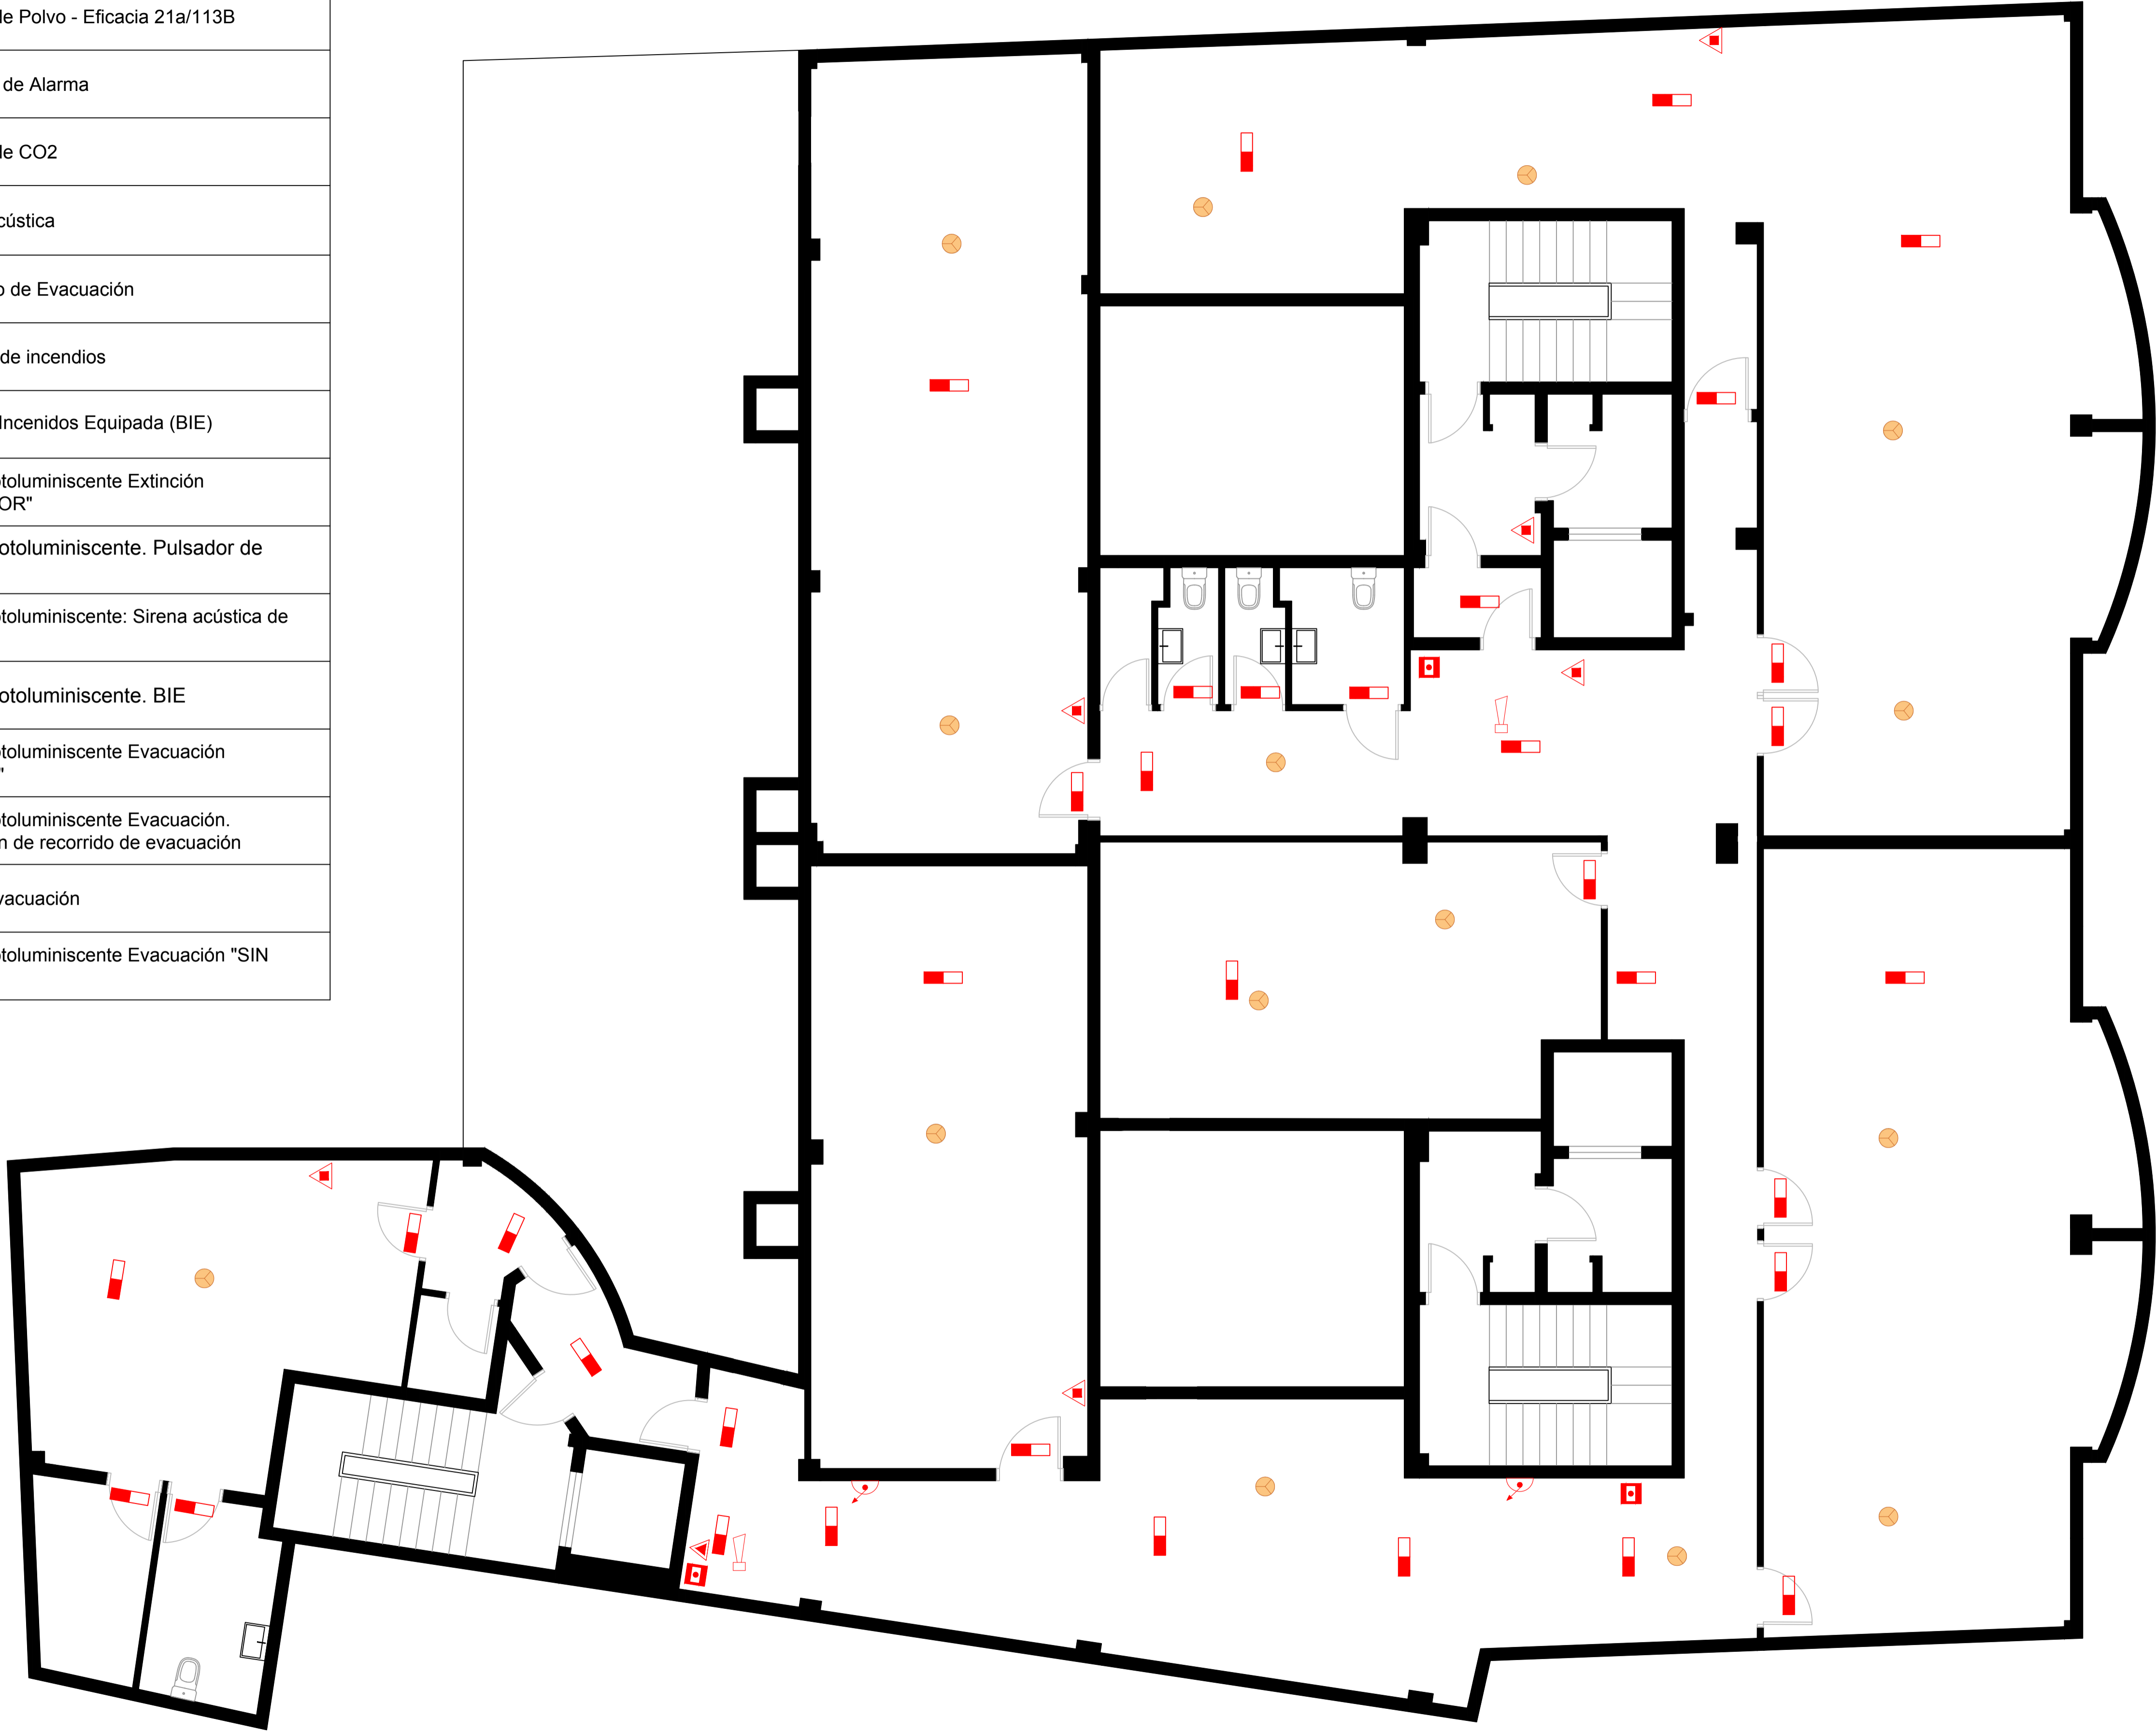 de Polvo - Eficacia 21a/113B
de Alarma
de CO2
cústica
o de Evacuación
de incendios
Incenidos Equipada (BIE)
otoluminiscente Extinción
OR"
otoluminiscente. Pulsador de
otoluminiscente: Sirena acústica de
otoluminiscente. BIE
otoluminiscente Evacuación
"
otoluminiscente Evacuación.
n de recorrido de evacuación
vacuación
otoluminiscente Evacuación "SIN